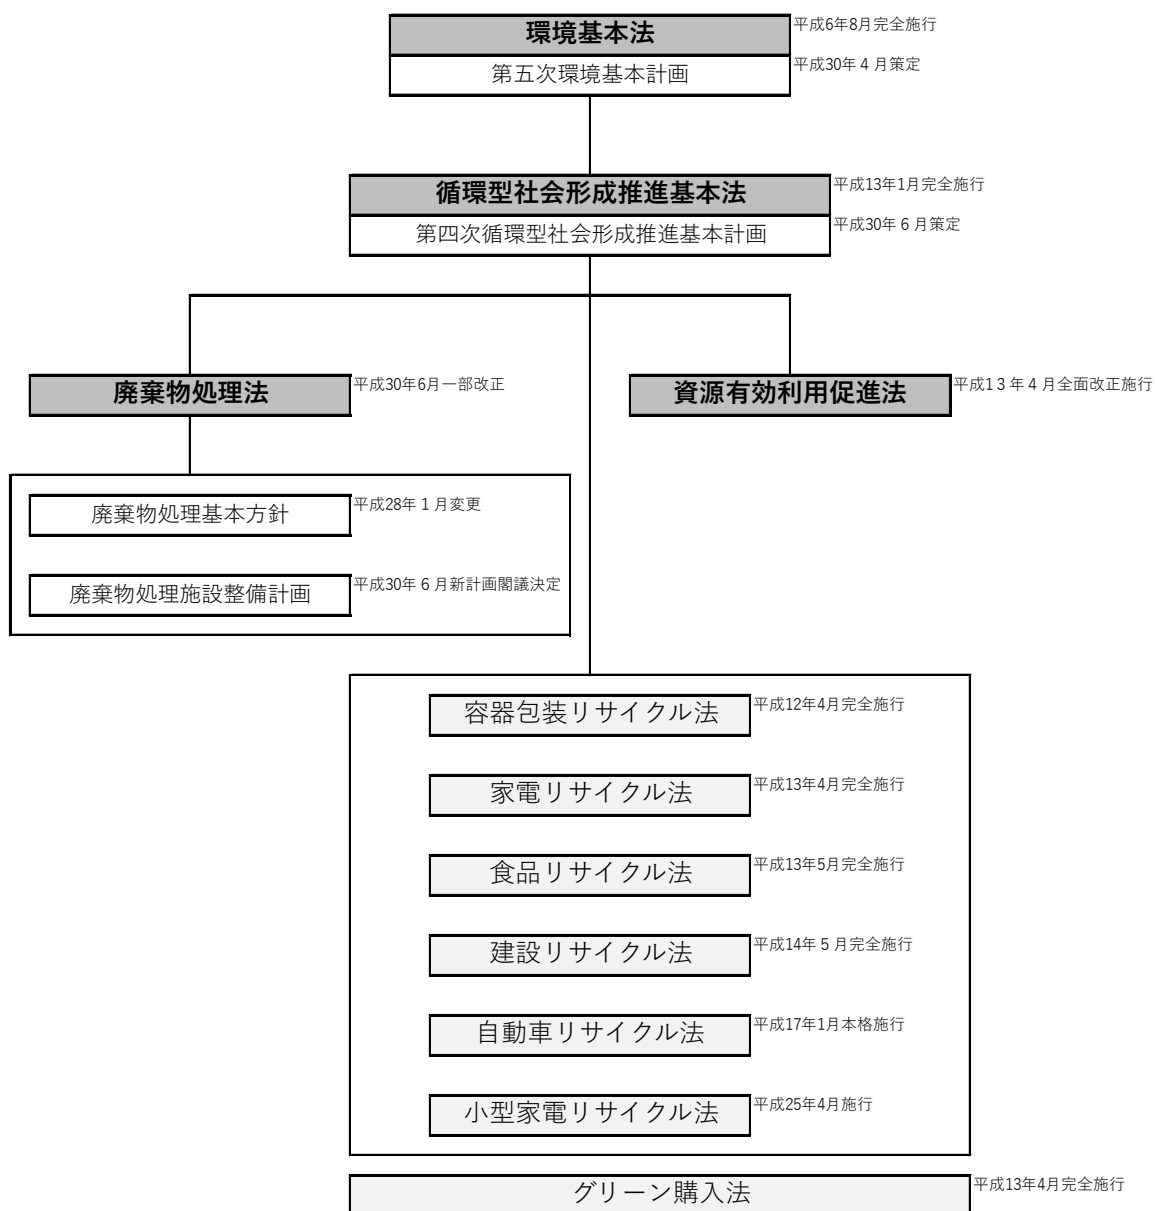 環境基本法
平成6年8月完全施行
第五次環境基本計画
平成30年４月策定
循環型社会形成推進基本法
平成13年1月完全施行
第四次循環型社会形成推進基本計画
平成30年６月策定
廃棄物処理法
平成30年6月一部改正
資源有効利用促進法
平成1３年４月全面改正施行
廃棄物処理基本方針
平成28年１月変更
廃棄物処理施設整備計画
平成30年６月新計画閣議決定
容器包装リサイクル法
平成12年4月完全施行
家電リサイクル法
平成13年4月完全施行
食品リサイクル法
平成13年5月完全施行
建設リサイクル法
平成14年５月完全施行
自動車リサイクル法
平成17年1月本格施行
小型家電リサイクル法
平成25年4月施行
グリーン購入法
平成13年4月完全施行